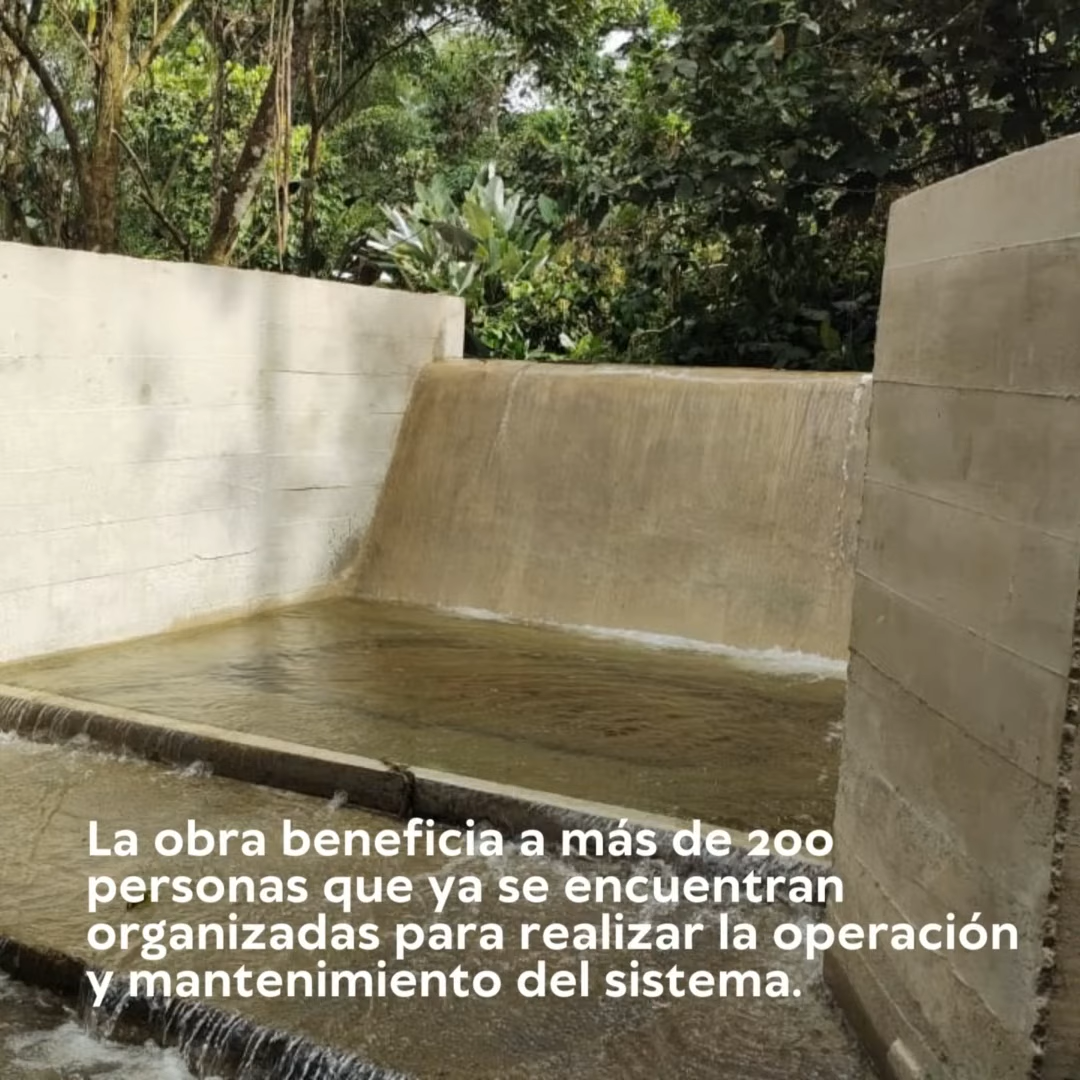 La obra beneficia a más de 200
personas que ya se encuentran
organizadas para realizar la operación
y mantenimiento del sistema.